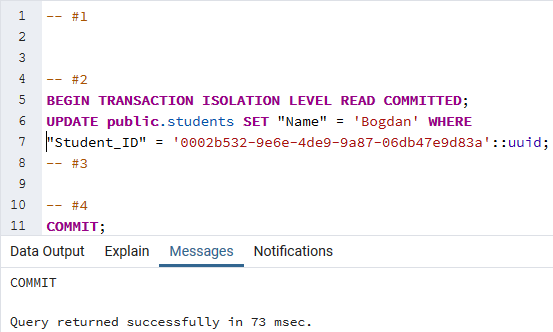 1 -- #1
2
3
4 -- #2
5 BEGIN TRANSACTION ISOLATION LEVEL READ COMMITTED;
6 UPDATE public.students SET "Name" = 'Bogdan' WHERE
7 "Student_ID" = '0002b532-9e6e-4de9-9a87-06db47e9d83a'::uuid;
8 -- #3
9
10 -- #4
11 COMMIT;
Data Output Explain Messages Notifications
COMMIT
Query returned successfully in 73 msec.